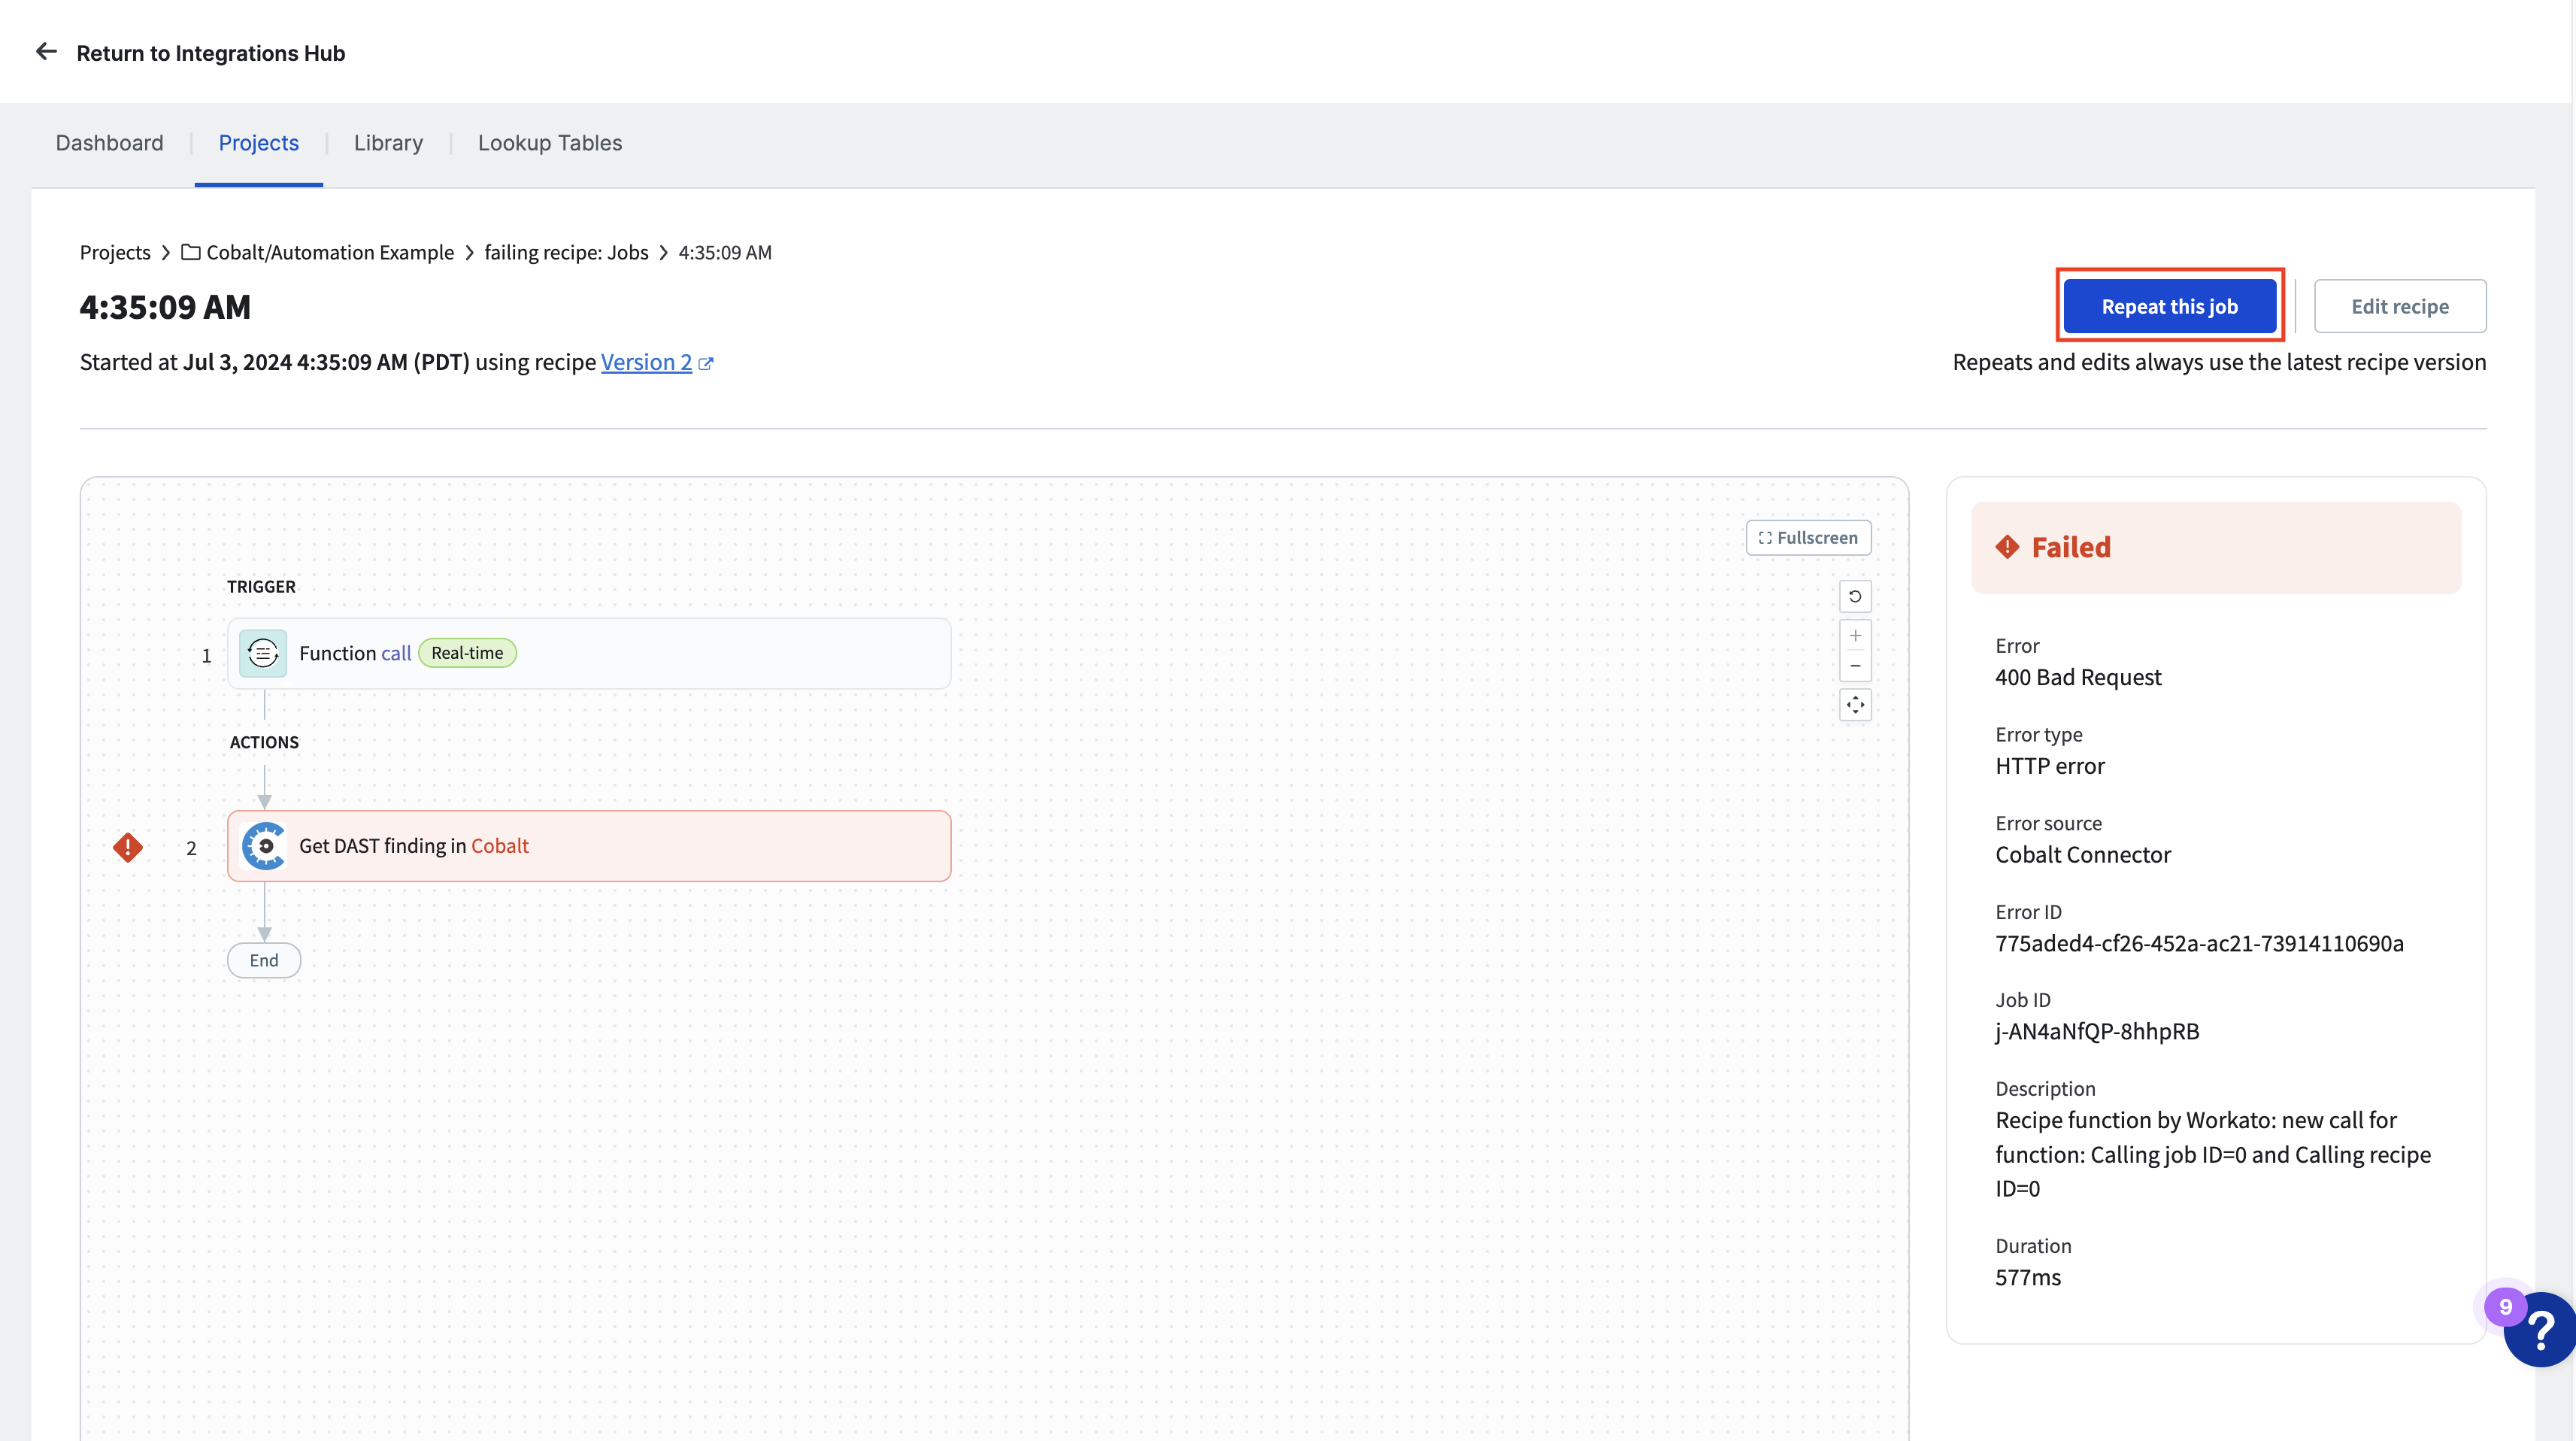 Return to Integrations Hub
Dashboard
Projects
Library
Lookup Tables
Projects > Cobalt/Automation Example > failing recipe: Jobs > 4:35:09 AM
4:35:09 AM
Repeat this job
Edit recipe
Started at Jul 3, 2024 4:35:09 AM (PDT) using recipe Version 2
Repeats and edits always use the latest recipe version
Fullscreen
TRIGGER
1
Function call Real-time
ACTIONS
2
Get DAST finding in Cobalt
End
Failed
Error
400 Bad Request
Error type
HTTP error
Error source
Cobalt Connector
Error ID
775aded4-cf26-452a-ac21-73914110690a
Job ID
j-AN4aNfQP-8hhpRB
Description
Recipe function by Workato: new call for
function: Calling job ID=0 and Calling recipe
ID=0
Duration
577ms
9
?